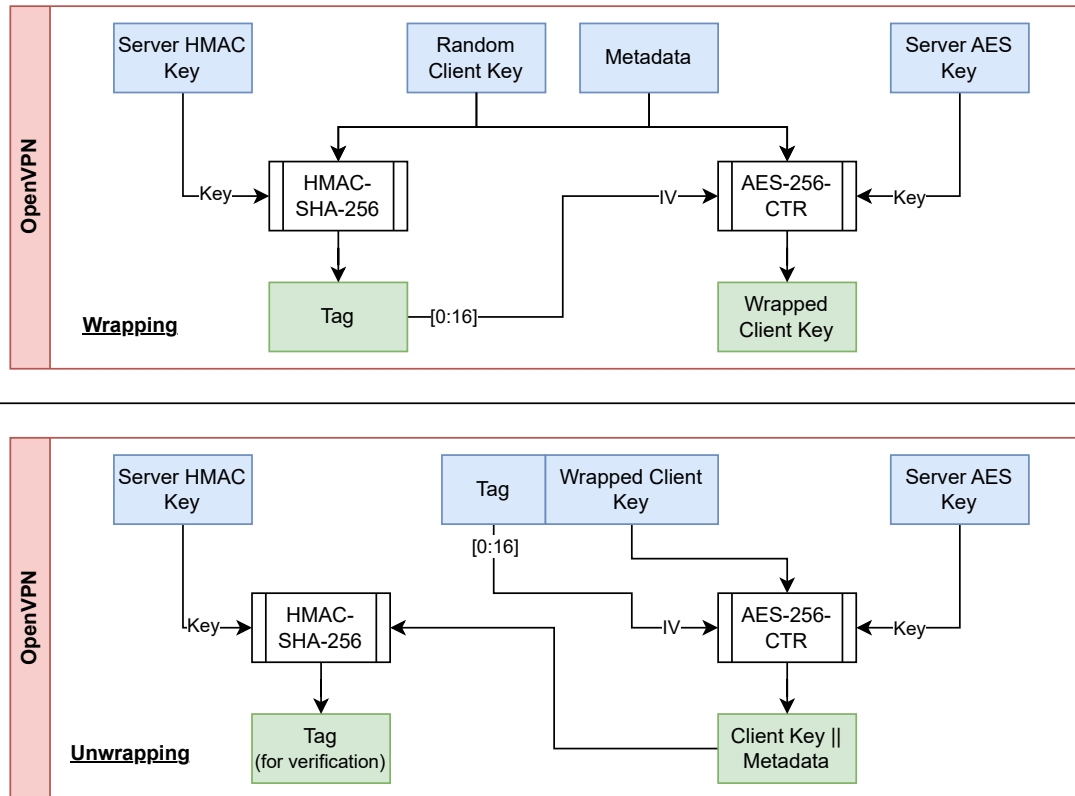 OpenVPN
Server HMAC
Key
Random
Client Key
Metadata
Server AES
Key
Key
HMAC-
SHA-256
IV
AES-256-
CTR
Key
Tag
[0:16]
Wrapped
Client Key
Wrapping
OpenVPN
Server HMAC
Key
Tag
Wrapped Client
Key
Server AES
Key
[0:16]
Key
HMAC-
SHA-256
IV
AES-256-
CTR
Key
Tag
(for verification)
Client Key ||
Metadata
Unwrapping